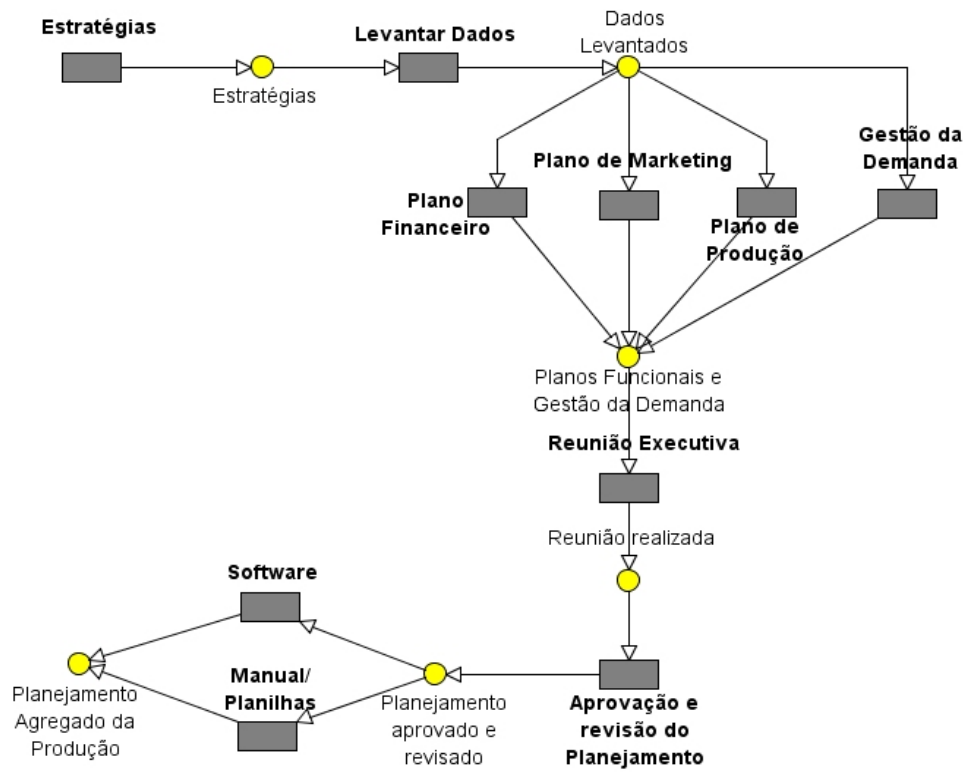 Estratégias
Estratégias
Levantar Dados
Dados
Levantados
Plano
Financeiro
Plano de Marketing
Plano de
Produção
Gestão da
Demanda
Planos Funcionais e
Gestão da Demanda
Reunião Executiva
Reunião realizada
Aprovação e
revisão do
Planejamento
Planejamento
aprovado e
revisado
Software
Manual/
Planilhas
Planejamento
Agregado da
Produção